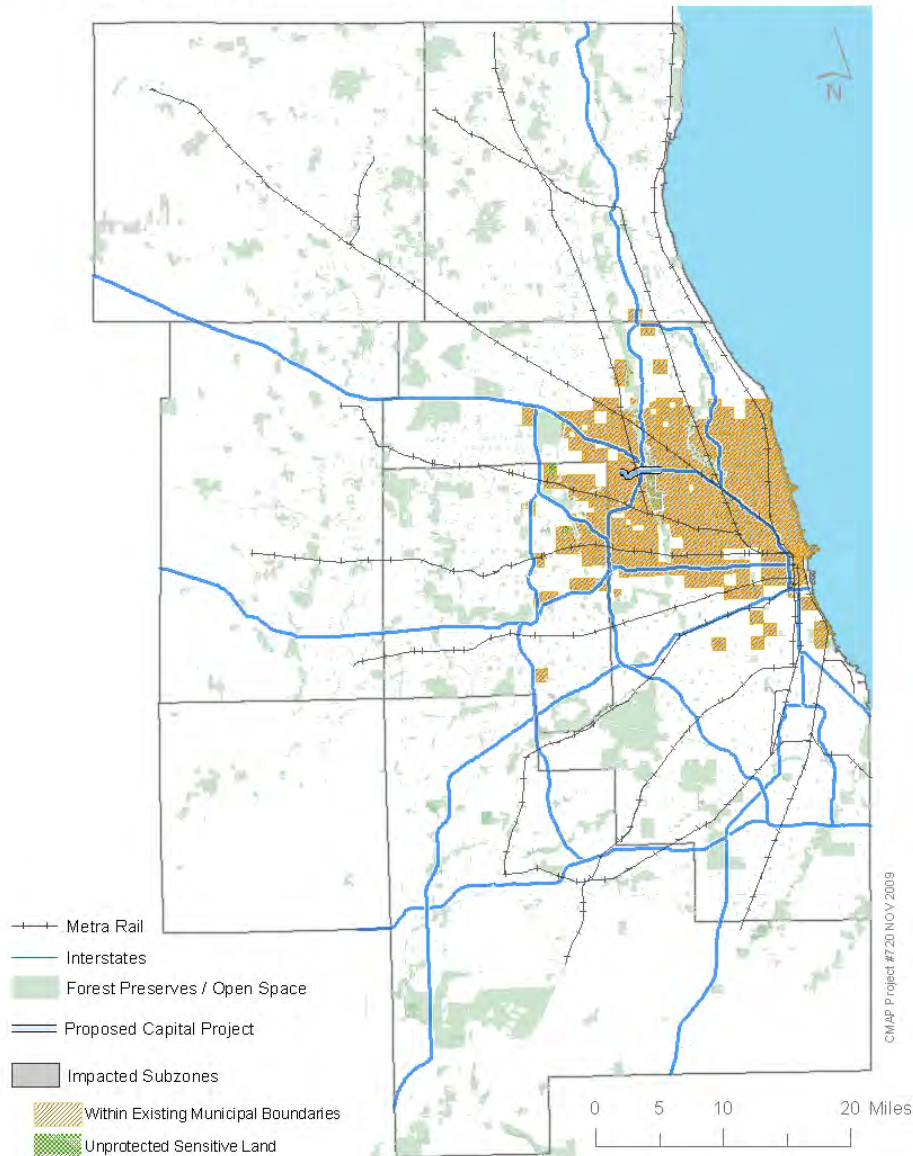 N
Metra Rail
Interstates
Forest Preserves / Open Space
Proposed Capital Project
Impacted Subzones
Within Existing Municipal Boundaries
Unprotected Sensitive Land
0 5 10 20 Miles
CMAP Project #720 NOV 2009